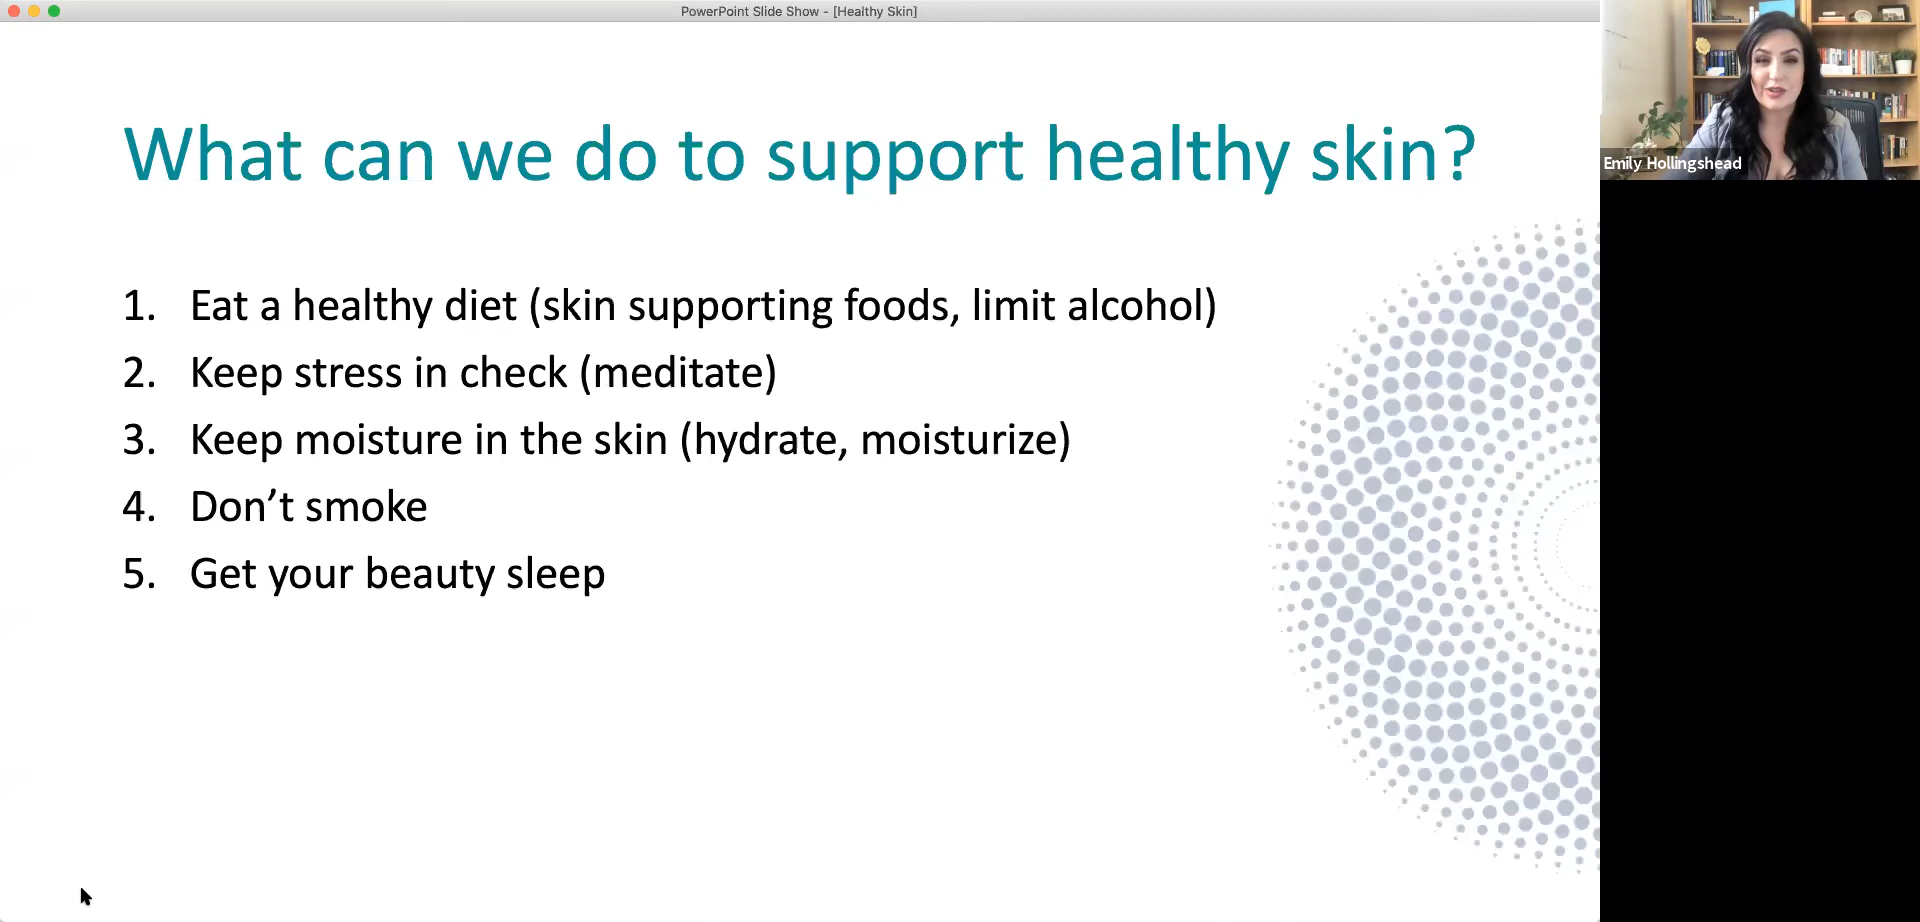 PowerPoint Slide Show - [Healthy Skin]
What can we do to support healthy skin?
1. Eat a healthy diet (skin supporting foods, limit alcohol)
2. Keep stress in check (meditate)
3. Keep moisture in the skin (hydrate, moisturize)
4. Don’t smoke
5. Get your beauty sleep
Emily Hollingshead